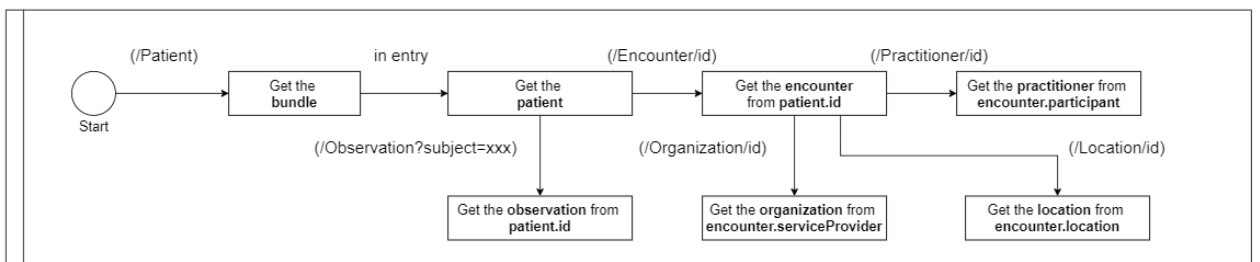 (/Patient)
in entry
(/Encounter/id)
(/Practitioner/id)
Start
Get the
bundle
Get the
patient
Get the encounter
from patient.id
Get the practitioner from
encounter.participant
(/Observation?subject=xxx)
(/Organization/id)
(/Location/id)
Get the observation from
patient.id
Get the organization from
encounter.serviceProvider
Get the location from
encounter.location